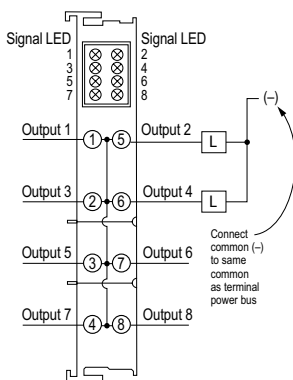 Signal LED Signal LED
1 2
3 4
5 6
7 8
(–)
Output 1 1 5 Output 2 L
Output 3 2 6 Output 4 L
Connect
common (–)
to same
common
as terminal
power bus
Output 5 3 7 Output 6
Output 7 4 8 Output 8